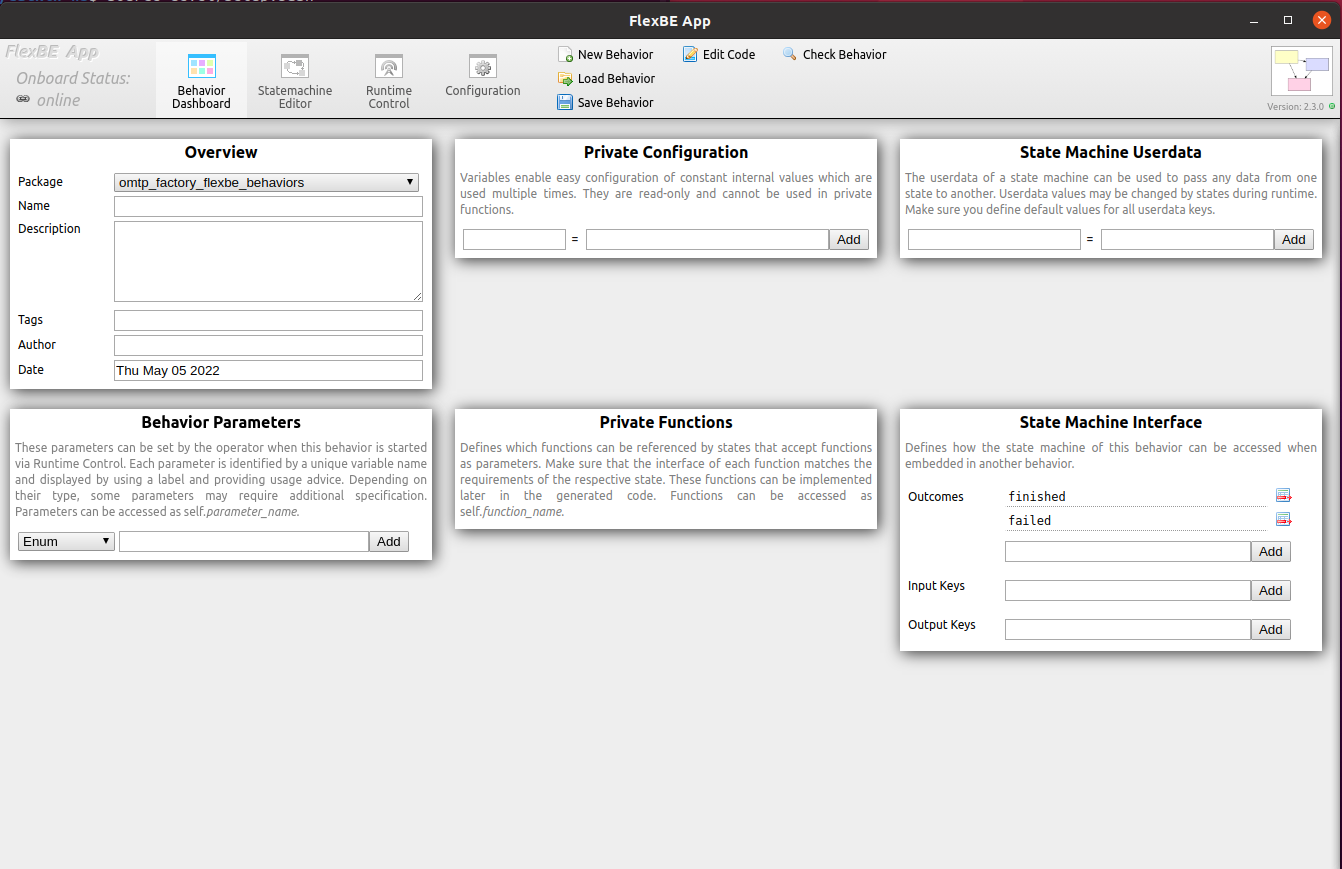 FlexBE App
FlexBE App
Onboard Status:
online
Behavior
Dashboard
Statemachine
Editor
Runtime
Control
Configuration
New Behavior
Load Behavior
Save Behavior
Edit Code
Check Behavior
Version: 2.3.0
Overview
Package
omtp_factory_flexbe_behaviors
Name
Description
Tags
Author
Date
Thu May 05 2022
Private Configuration
Variables enable easy configuration of constant internal values which are
used multiple times. They are read-only and cannot be used in private
functions.
= Add
State Machine Userdata
The userdata of a state machine can be used to pass any data from one
state to another. Userdata values may be changed by states during runtime.
Make sure you define default values for all userdata keys.
= Add
Behavior Parameters
These parameters can be set by the operator when this behavior is started
via Runtime Control. Each parameter is identified by a unique variable name
and displayed by using a label and providing usage advice. Depending on
their type, some parameters may require additional specification.
Parameters can be accessed as self.parameter_name.
Enum Add
Private Functions
Defines which functions can be referenced by states that accept functions
as parameters. Make sure that the interface of each function matches the
requirements of the respective state. These functions can be implemented
later in the generated code. Functions can be accessed as
self.function_name.
State Machine Interface
Defines how the state machine of this behavior can be accessed when
embedded in another behavior.
Outcomes
finished
failed
Add
Input Keys Add
Output Keys Add